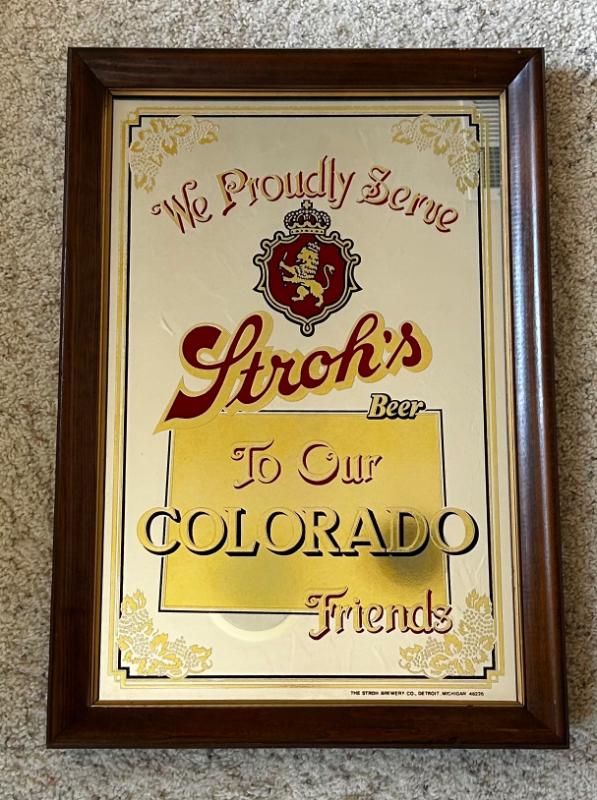 We Proudly Serve
Stroh's
Beer
To Our
COLORADO
Friends
THE STROH BREWERY CO., DETROIT, MICHIGAN 48226